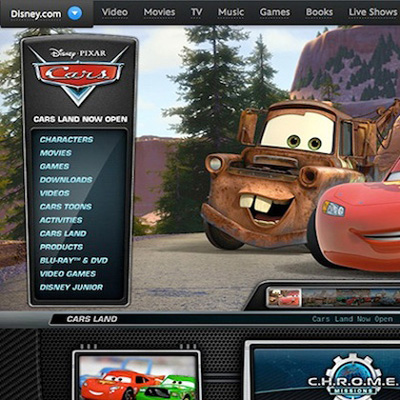 Disney.com Video Movies TV Music Games Books Live Shows
Disney · PIXAR
Cars
CARS LAND NOW OPEN
CHARACTERS
MOVIES
GAMES
DOWNLOADS
VIDEOS
CARS TOONS
ACTIVITIES
CARS LAND
PRODUCTS
BLU-RAY™ & DVD
VIDEO GAMES
DISNEY JUNIOR
CARS LAND Cars Land Now Open
C.H.R.O.M.E.
MISSIONS